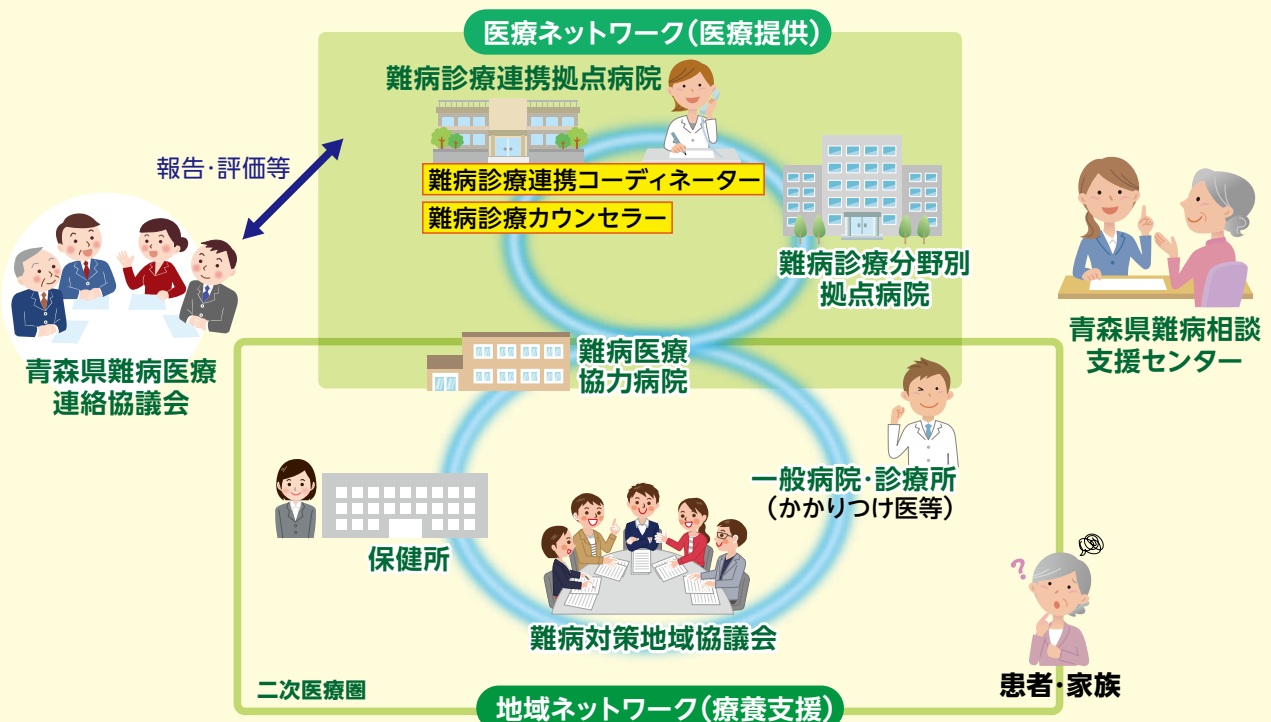 医療ネットワーク(医療提供)
難病診療連携拠点病院
報告・評価等
難病診療連携コーディネーター
難病診療カウンセラー
難病診療分野別
拠点病院
青森県難病相談
支援センター
青森県難病医療
連絡協議会
難病医療
協力病院
一般病院・診療所
(かかりつけ医等)
保健所
?
難病対策地域協議会
二次医療圏
患者・家族
地域ネットワーク(療養支援)